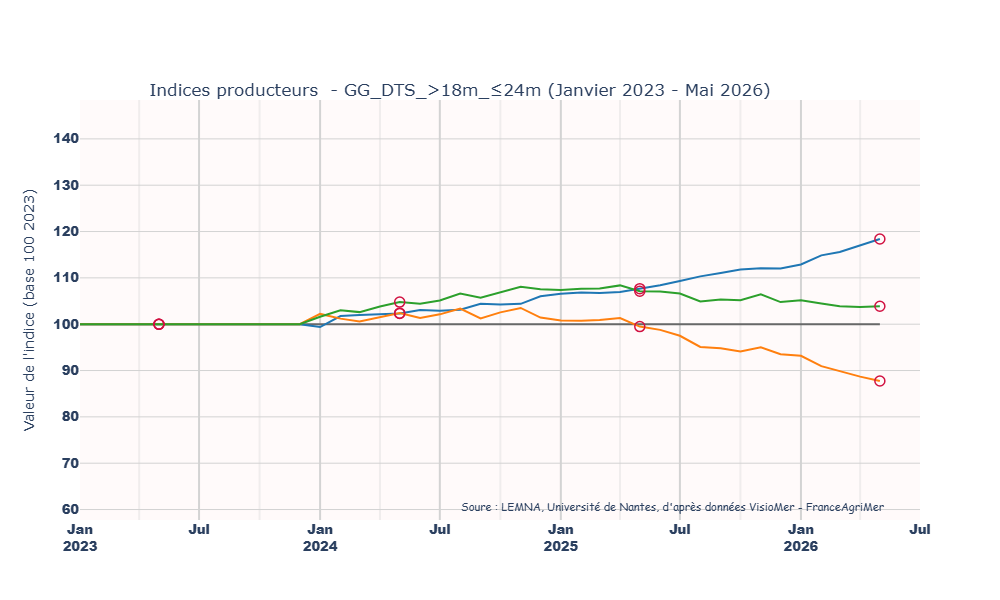 Indices producteurs  - GG_DTS_>18m_≤24m (Janvier 2023 - Mai 2026)
Valeur de l'indice (base 100 2023)
140
130
120
110
100
90
80
70
60
Soure : LEMNA, Université de Nantes, d'après données VisioMer - FranceAgriMer
Jan Jul Jan Jul Jan Jul Jan Jul
2023 2024 2025 2026